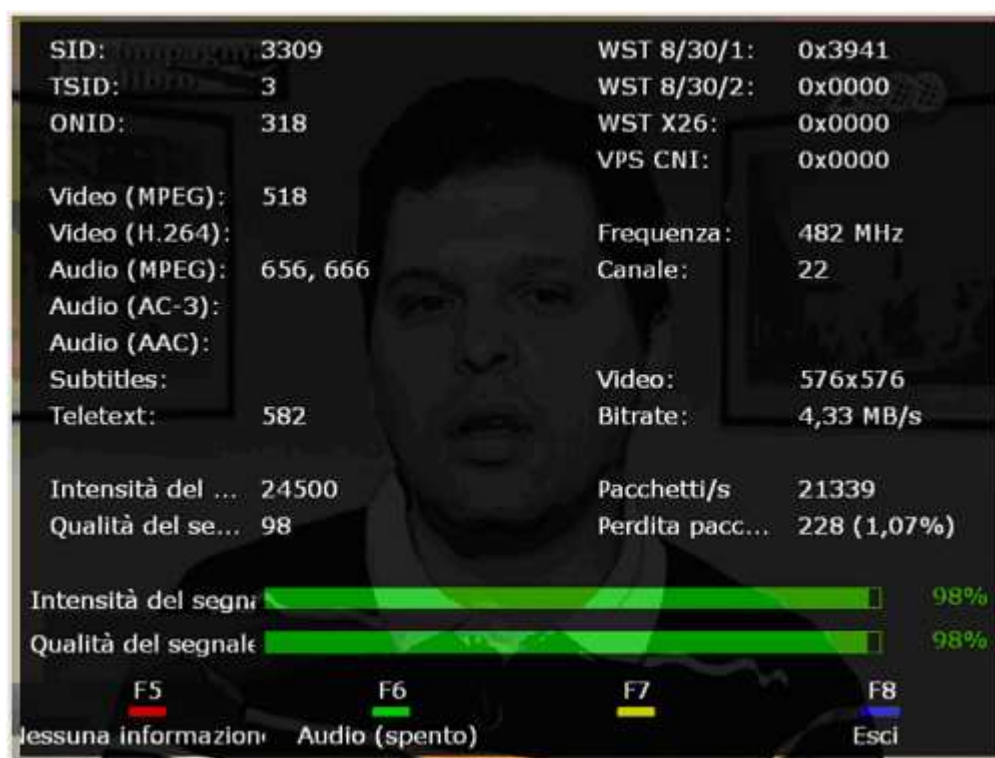 SID: 3309 WST 8/30/1: 0x3941
TSID: 3 WST 8/30/2: 0x0000
ONID: 318 WST X26: 0x0000
VPS CNI: 0x0000
Video (MPEG): 518
Video (H.264): Frequenza: 482 MHz
Audio (MPEG): 656, 666 Canale: 22
Audio (AC-3):
Audio (AAC):
Subtitles: Video: 576x576
Teletext: 582 Bitrate: 4,33 MB/s
Intensità del ... 24500 Pacchetti/s 21339
Qualità del se... 98 Perdita pacc... 228 (1,07%)
Intensità del segna 98%
Qualità del segnale 98%
F5 F6 F7 F8
lessuna informazion Audio (spento) Esci